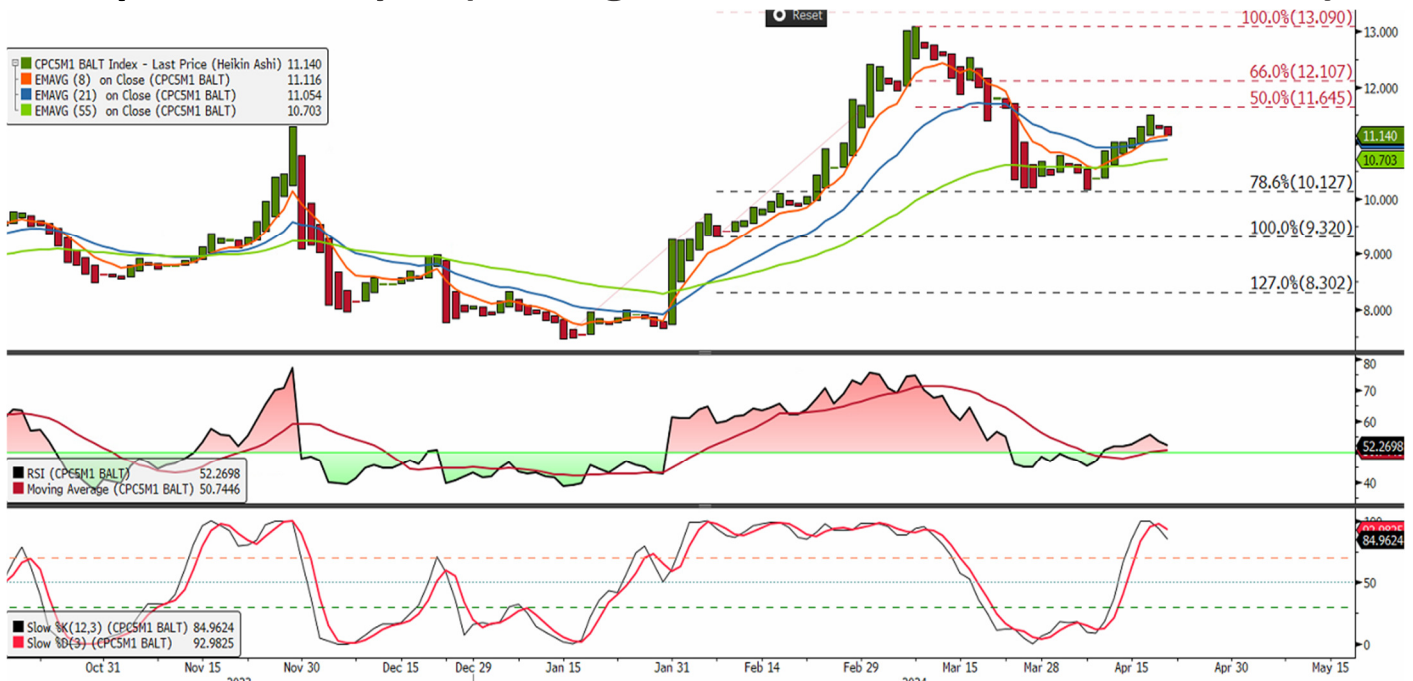 Reset
100.0%(13.090)
66.0%(12.107)
50.0%(11.645)
78.6%(10.127)
100.0%(9.320)
127.0%(8.302)
CPC5M1 BALT Index - Last Price (Heikin Ashi) 11.140
EMAVG (8) on Close (CPC5M1 BALT) 11.116
EMAVG (21) on Close (CPC5M1 BALT) 11.054
EMAVG (55) on Close (CPC5M1 BALT) 10.703
13.000
12.000
11.140
10.703
10.000
9.000
8.000
80
70
60
52.2698
40
RSI (CPC5M1 BALT) 52.2698
Moving Average (CPC5M1 BALT) 50.7446
100
92.9825
84.9624
50
0
Slow %K(12,3) (CPC5M1 BALT) 84.9624
Slow %D(3) (CPC5M1 BALT) 92.9825
Oct 31 Nov 15 Nov 30 Dec 15 Dec 29 Jan 15 Jan 31 Feb 14 Feb 29 Mar 15 Mar 28 Apr 15 Apr 30 May 15